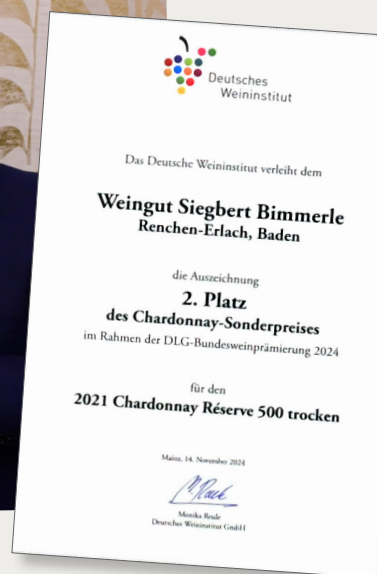 Deutsches
Weininstitut
Das Deutsche Weininstitut verleiht dem
Weingut Siegbert Bimmerle
Renchen-Erlach, Baden
die Auszeichnung
2. Platz
des Chardonnay-Sonderpreises
im Rahmen der DLG-Bundesweinprämierung 2024
für den
2021 Chardonnay Réserve 500 trocken
Mainz, 14. November 2024
Monika Reule
Deutsches Weininstitut GmbH